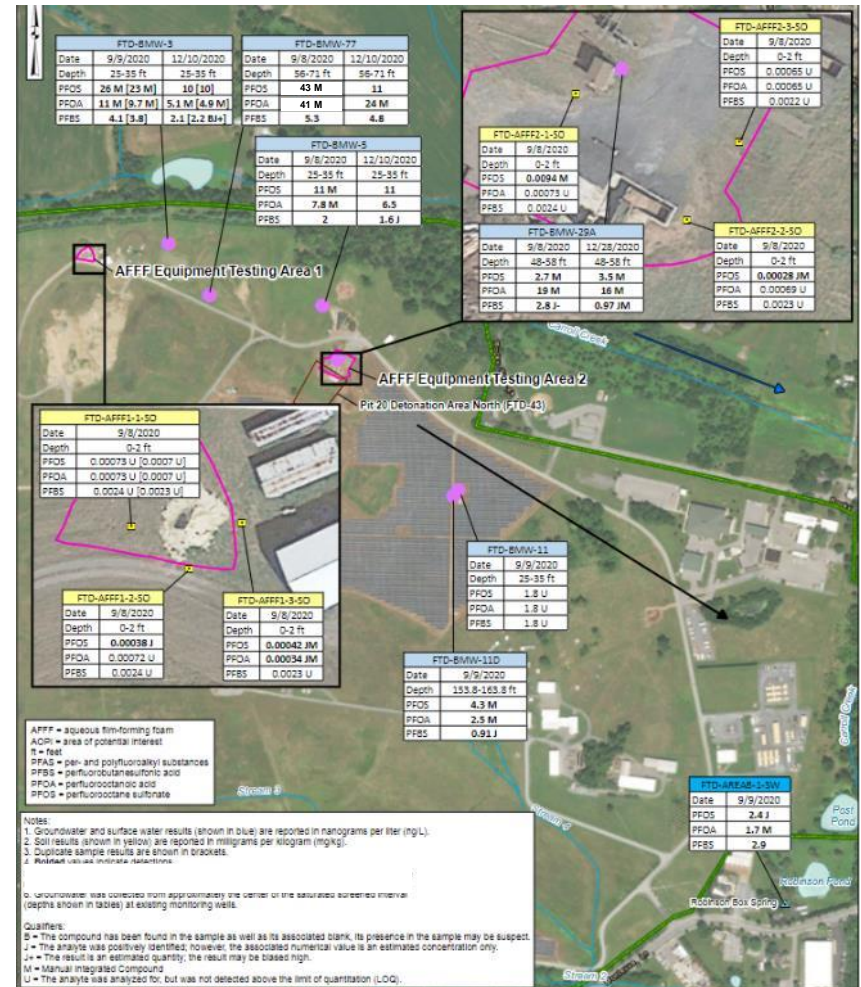 FTD-BMW-3
Date 9/9/2020 12/10/2020
Depth 25-35 ft 25-35 ft
PFOS 26 M [23 M] 10 [10]
PFOA 11 M [9.7 M] 5.1 M [4.9 M]
PFBS 4.1 [3.8] 2.1 [2.2 BJ+]
FTD-BMW-77
Date 9/8/2020 12/10/2020
Depth 56-71 ft 56-71 ft
PFOS 43 M 11
PFOA 41 M 24 M
PFBS 5.3 4.8
FTD-BMW-5
Date 9/8/2020 12/10/2020
Depth 25-35 ft 25-35 ft
PFOS 11 M 11
PFOA 7.8 M 6.5
PFBS 2 1.6 J
FTD-AFFF2-3-SO
Date 9/8/2020
Depth 0-2 ft
PFOS 0.00065 U
PFOA 0.00065 U
PFBS 0.0022 U
FTD-AFFF2-1-SO
Date 9/8/2020
Depth 0-2 ft
PFOS 0.0094 M
PFOA 0.00073 U
PFBS 0.0024 U
FTD-BMW-29A
Date 9/8/2020 12/28/2020
Depth 48-58 ft 48-58 ft
PFOS 2.7 M 3.5 M
PFOA 19 M 16 M
PFBS 2.8 J- 0.97 JM
FTD-AFFF2-2-SO
Date 9/8/2020
Depth 0-2 ft
PFOS 0.00028 JM
PFOA 0.00069 U
PFBS 0.0023 U
AFFF Equipment Testing Area 1
Carroll Creek
AFFF Equipment Testing Area 2
Pit 20 Detonation Area North (FTD-43)
FTD-AFFF1-1-SO
Date 9/8/2020
Depth 0-2 ft
PFOS 0.00073 U [0.0007 U]
PFOA 0.00073 U [0.0007 U]
PFBS 0.0024 U [0.0023 U]
FTD-AFFF1-2-SO
Date 9/8/2020
Depth 0-2 ft
PFOS 0.00038 J
PFOA 0.00072 U
PFBS 0.0024 U
FTD-AFFF1-3-SO
Date 9/8/2020
Depth 0-2 ft
PFOS 0.00042 JM
PFOA 0.00034 JM
PFBS 0.0023 U
FTD-BMW-11
Date 9/9/2020
Depth 25-35 ft
PFOS 1.8 U
PFOA 1.8 U
PFBS 1.8 U
FTD-BMW-11D
Date 9/9/2020
Depth 153.8-163.8 ft
PFOS 4.3 M
PFOA 2.5 M
PFBS 0.91 J
Carroll Creek
AFFF = aqueous film-forming foam
AOPI = area of potential interest
ft = feet
PFAS = per- and polyfluoroalkyl substances
PFBS = perfluorobutanesulfonic acid
PFOA = perfluorooctanoic acid
PFOS = perfluorooctane sulfonate
Stream 3
Stream
FTD-AREAB-1-SW
Date 9/9/2020
PFOS 2.4 J
PFOA 1.7 M
PFBS 2.9
Post Pond
Robinson Pond
Robinson Box Spring
Stream 2
Notes:
1. Groundwater and surface water results (shown in blue) are reported in nanograms per liter (ng/L).
2. Soil results (shown in yellow) are reported in milligrams per kilogram (mg/kg).
3. Duplicate sample results are shown in brackets.
4. Bolded values indicate detections
6. Groundwater was collected from approximately the center of the saturated screened interval
(depths shown in tables) at existing monitoring wells.
Qualifiers:
B = The compound has been found in the sample as well as its associated blank, its presence in the sample may be suspect.
J = The analyte was positively identified; however, the associated numerical value is an estimated concentration only.
J+ = The result is an estimated quantity; the result may be biased high.
M = Manual Integrated Compound
U = The analyte was analyzed for, but was not detected above the limit of quantitation (LOQ).